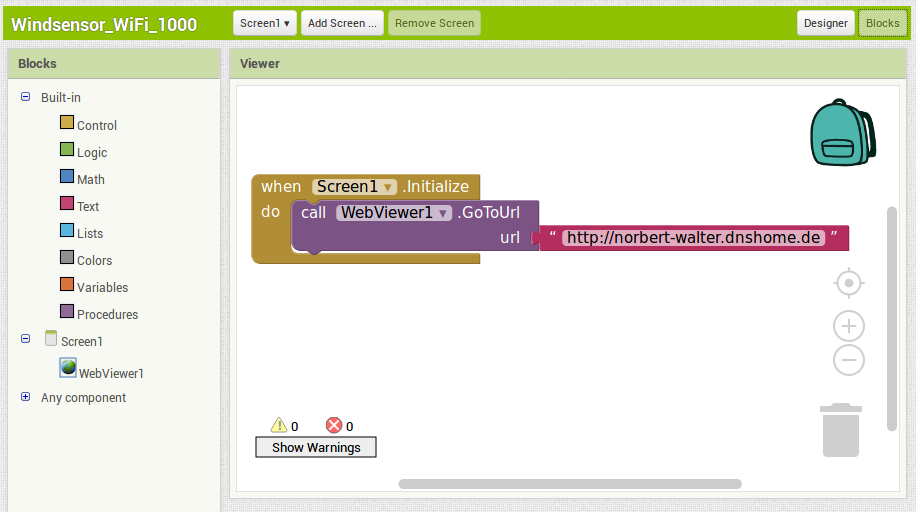 Windsensor_WiFi_1000
Screen1 ▾
Add Screen ...
Remove Screen
Designer
Blocks
Blocks
Viewer
Built-in
Control
Logic
Math
Text
Lists
Colors
Variables
Procedures
Screen1
WebViewer1
Any component
when Screen1 ▾ .Initialize
do call WebViewer1 ▾ .GoToUrl
url “ http://norbert-walter.dnshome.de ”
0 0
Show Warnings